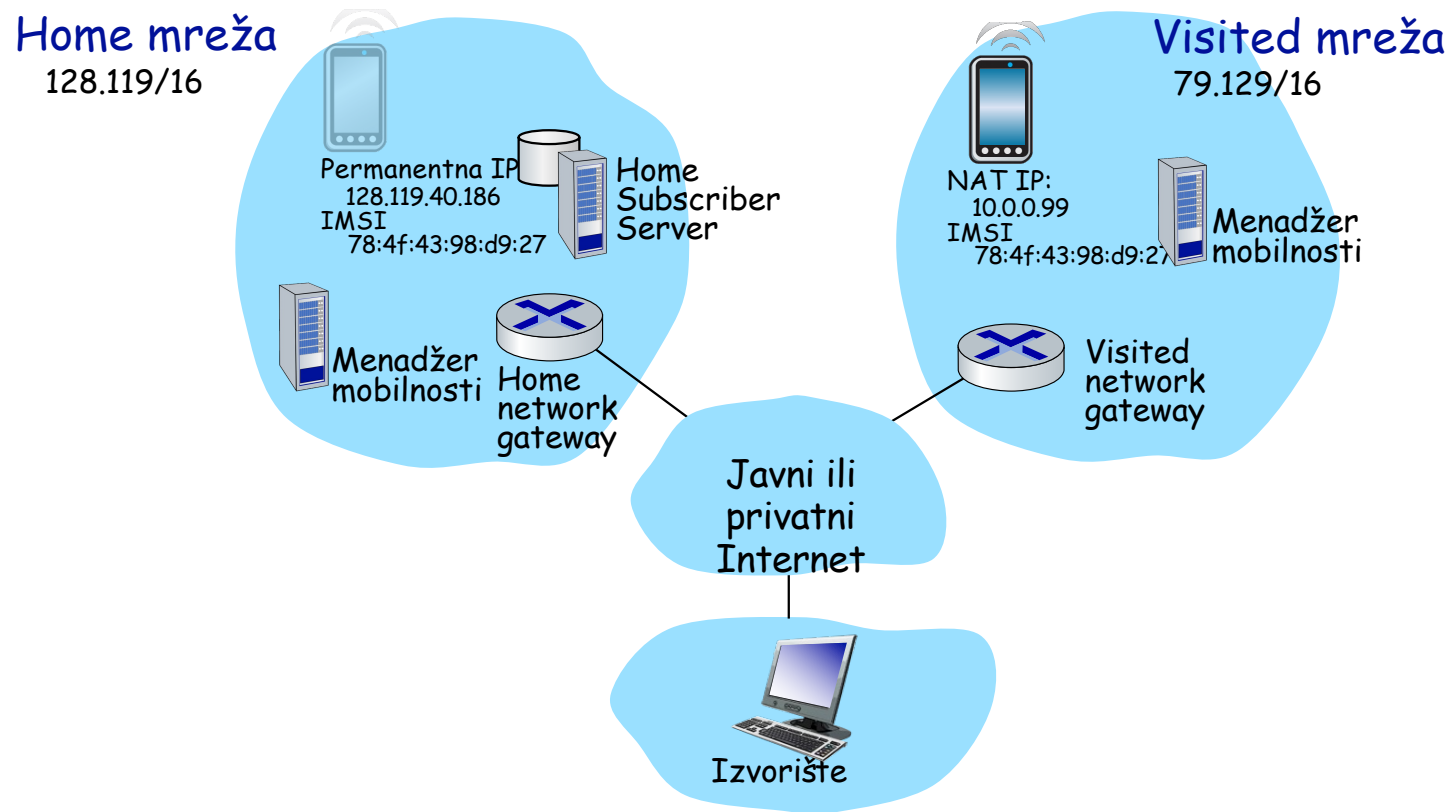 Home mreža
128.119/16
Visited mreža
79.129/16
Permanentna IP
128.119.40.186
IMSI
78:4f:43:98:d9:27
Home
Subscriber
Server
Menadžer
mobilnosti
Home
network
gateway
NAT IP:
10.0.0.99
IMSI
78:4f:43:98:d9:27
Menadžer
mobilnosti
Visited
network
gateway
Javni ili
privatni
Internet
Izvorište